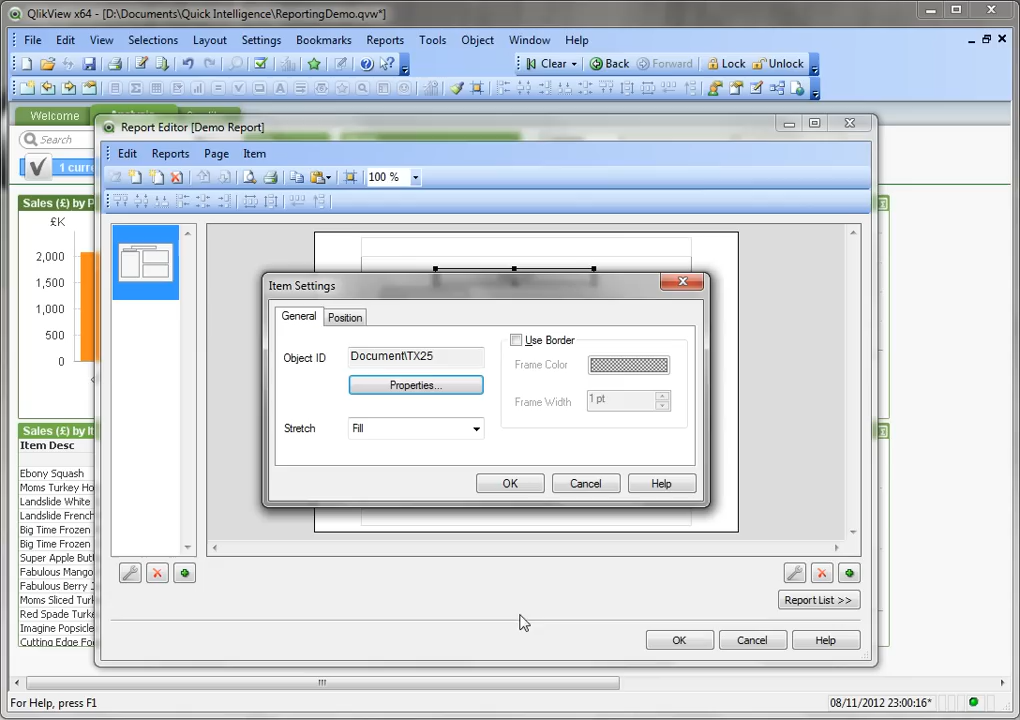 QlikView x64 - [D:\Documents\Quick Intelligence\ReportingDemo.qvw*]
File Edit View Selections Layout Settings Bookmarks Reports Tools Object Window Help
Clear Back Forward Lock Unlock
Welcome
Report Editor [Demo Report]
Search
Edit Reports Page Item
1 curre
100 %
Sales (£) by P
£K
2,000
1,500
1,000
500
0
Item Settings
General Position
Object ID Document\TX25
Properties...
Stretch Fill
Use Border
Frame Color
Frame Width 1 pt
OK Cancel Help
Sales (£) by It
Item Desc
Ebony Squash
Moms Turkey Ho
Landslide White
Landslide French
Big Time Frozen
Big Time Frozen
Super Apple But
Fabulous Mango
Fabulous Berry J
Moms Sliced Turk
Red Spade Turke
Imagine Popsicle
Cutting Edge Foo
Report List >>
OK Cancel Help
For Help, press F1
08/11/2012 23:00:16*